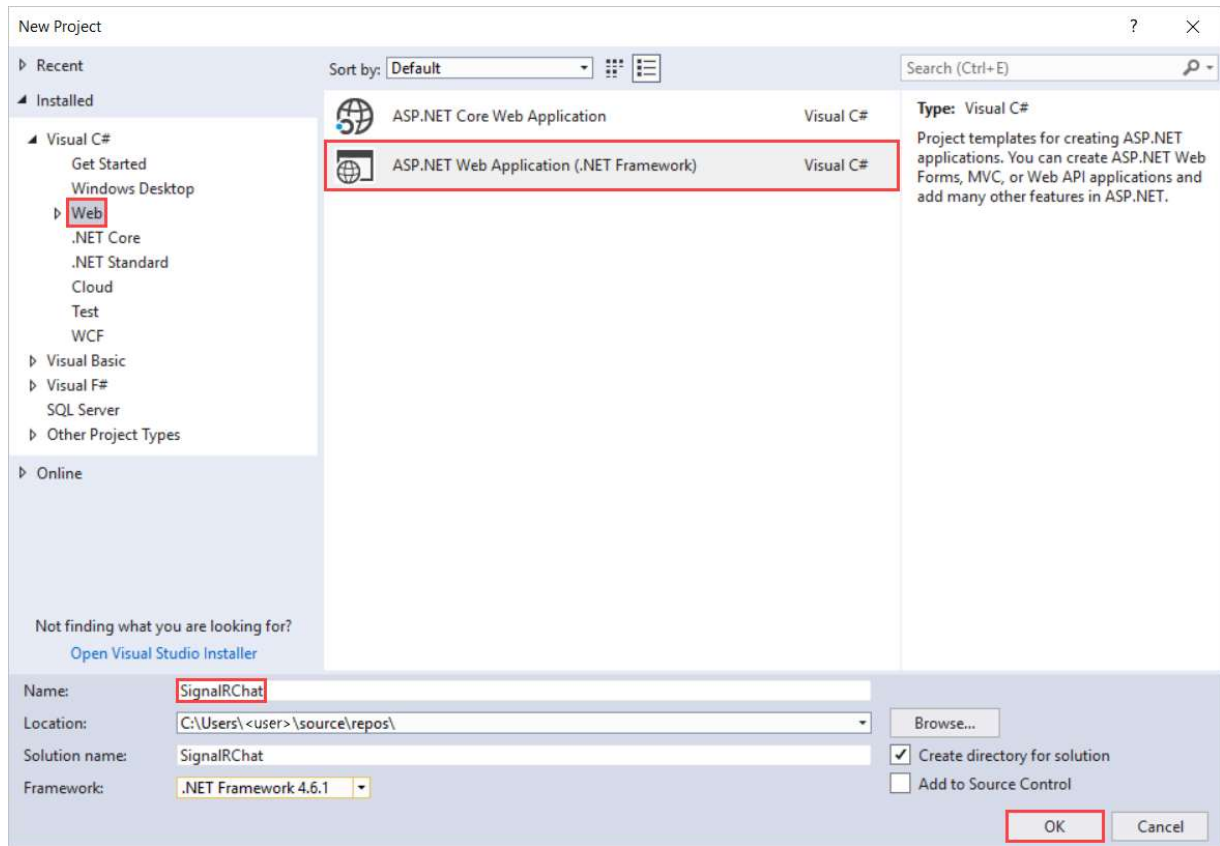 New Project
?
Recent
Installed
Visual C#
Get Started
Windows Desktop
Web
.NET Core
.NET Standard
Cloud
Test
WCF
Visual Basic
Visual F#
SQL Server
Other Project Types
Online
Not finding what you are looking for?
Open Visual Studio Installer
Sort by: Default
ASP.NET Core Web Application Visual C#
ASP.NET Web Application (.NET Framework) Visual C#
Search (Ctrl+E)
Type: Visual C#
Project templates for creating ASP.NET
applications. You can create ASP.NET Web
Forms, MVC, or Web API applications and
add many other features in ASP.NET.
Name: SignalRChat
Location: C:\Users\<user>\source\repos\ Browse...
Solution name: SignalRChat
Create directory for solution
Framework: .NET Framework 4.6.1
Add to Source Control
OK Cancel